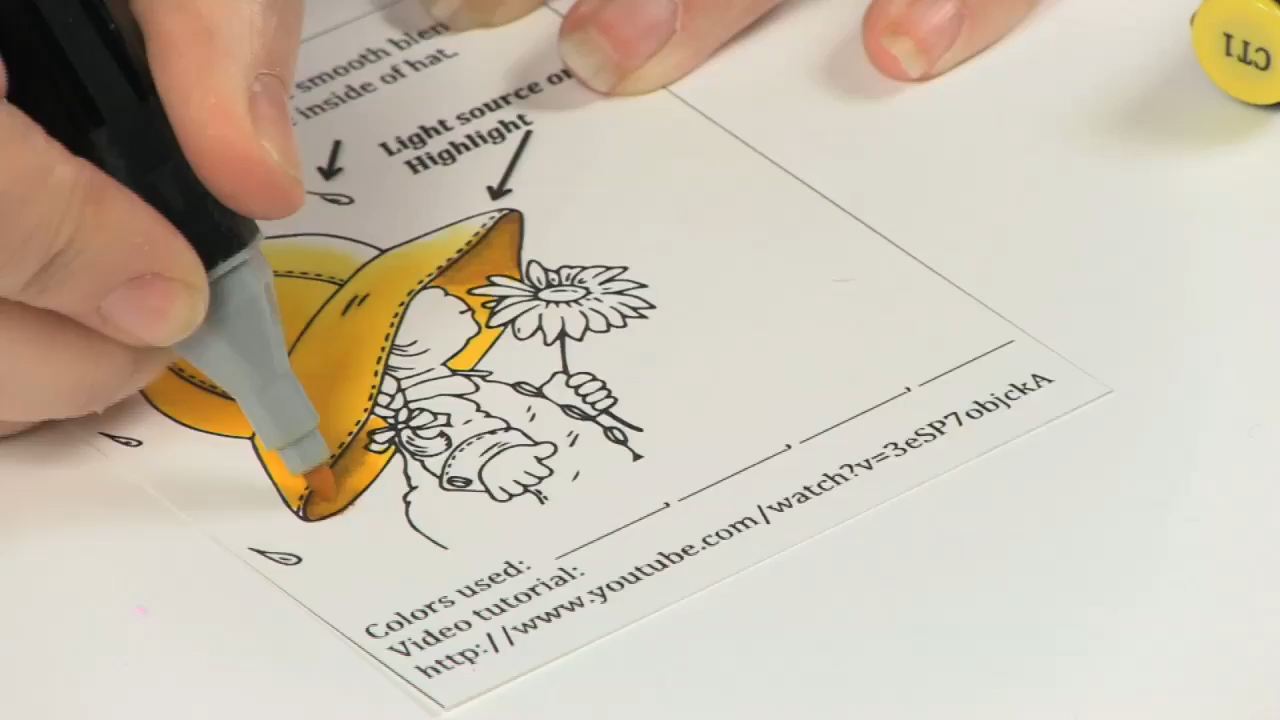 smooth blen
inside of hat.
Light source or
Highlight
Colors used:
Video tutorial:
http://www.youtube.com/watch?v=3eSP7objckA
CT1